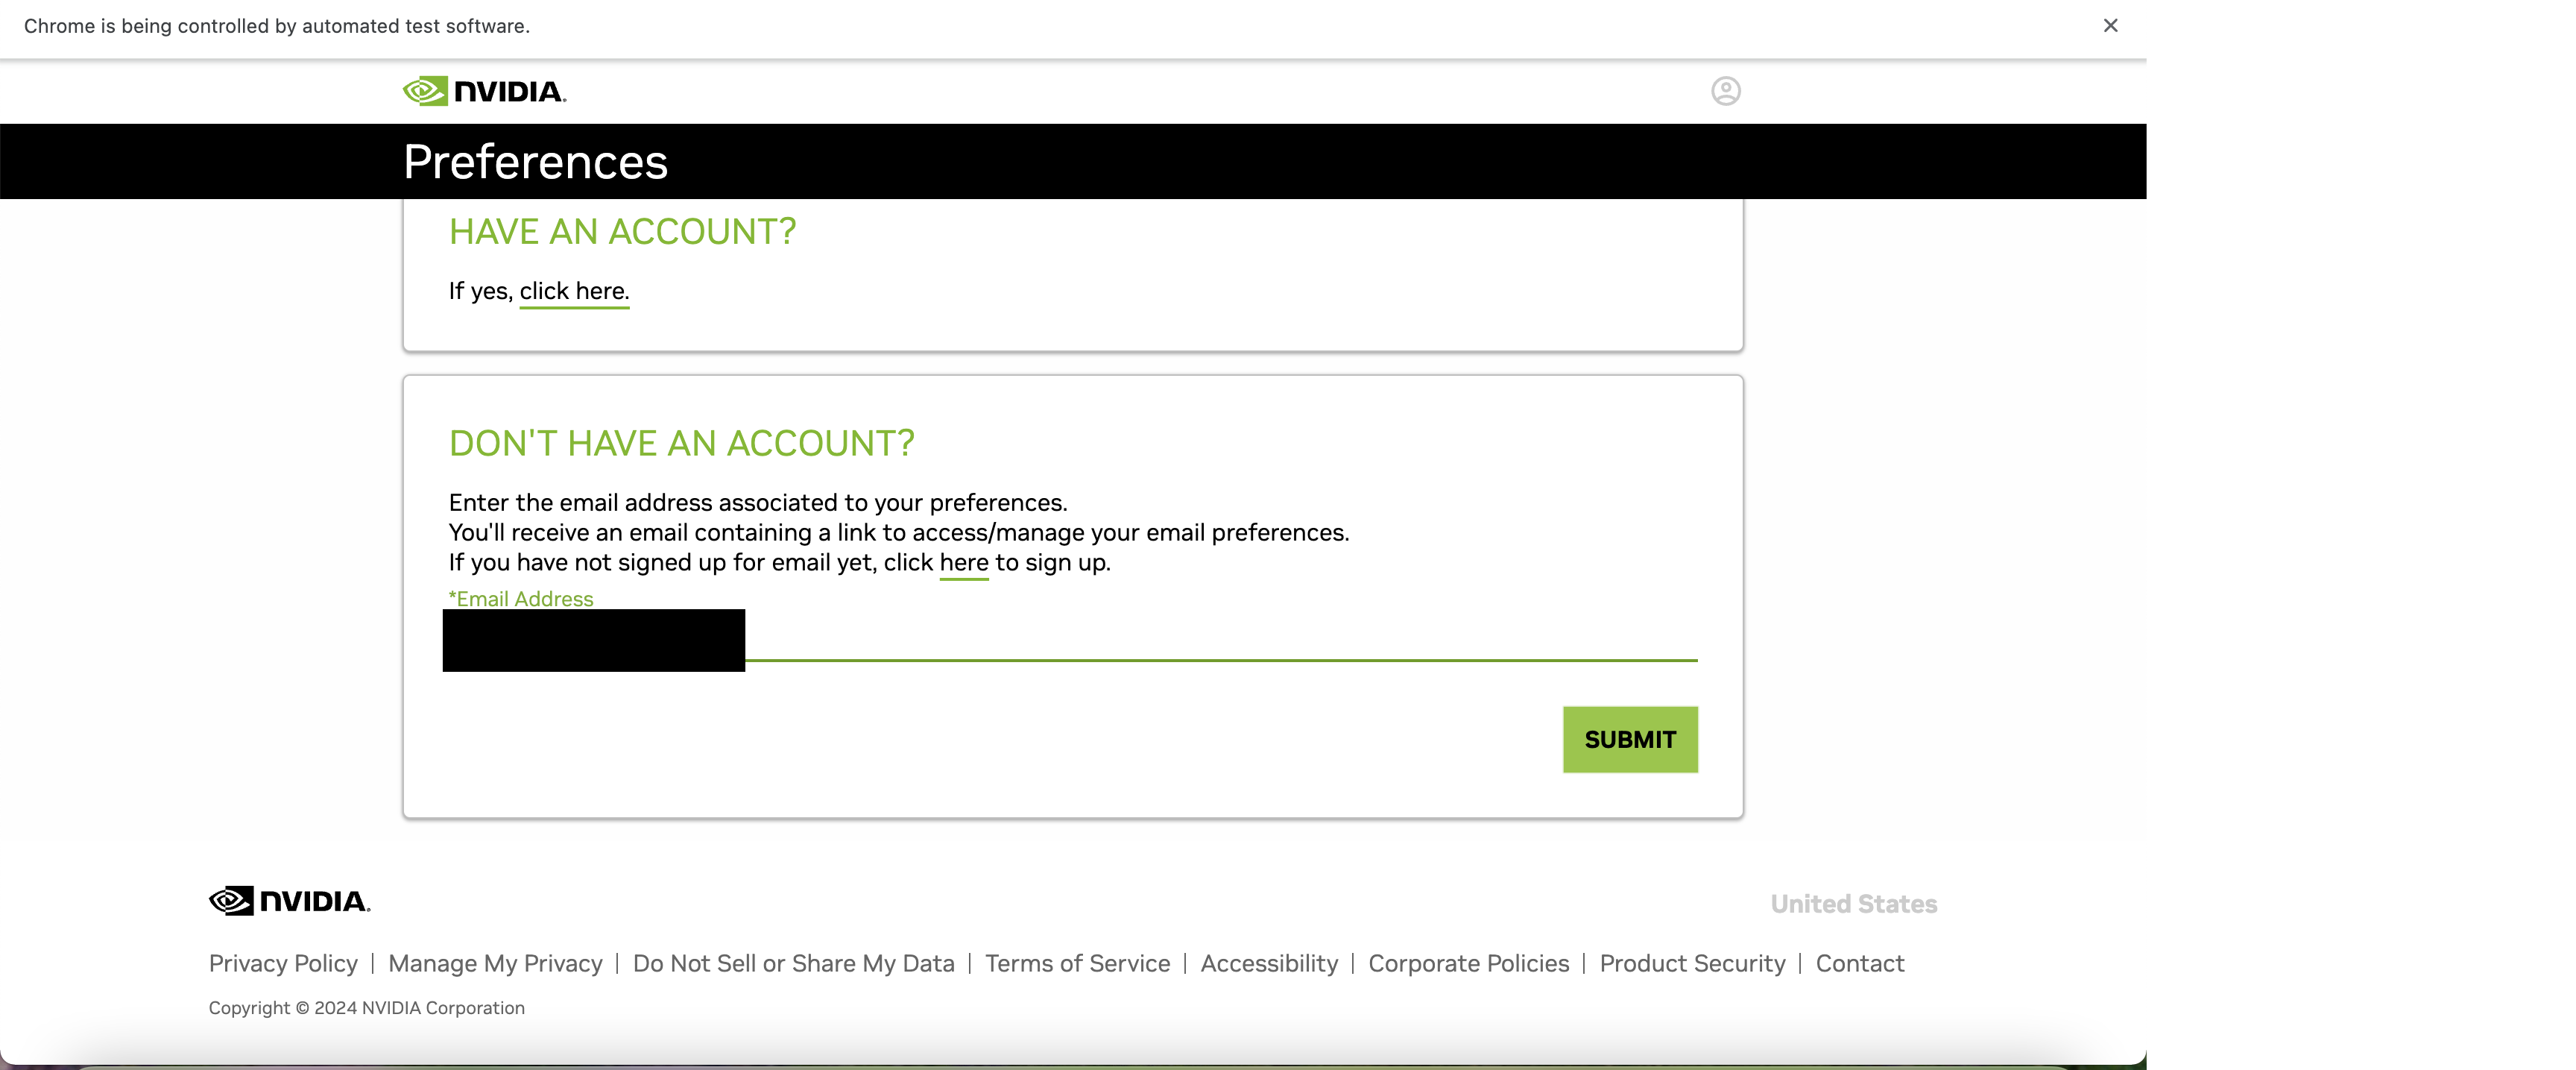 Chrome is being controlled by automated test software.
NVIDIA.
Preferences
HAVE AN ACCOUNT?
If yes, click here.
DON'T HAVE AN ACCOUNT?
Enter the email address associated to your preferences.
You'll receive an email containing a link to access/manage your email preferences.
If you have not signed up for email yet, click here to sign up.
*Email Address
SUBMIT
NVIDIA.
United States
Privacy Policy | Manage My Privacy | Do Not Sell or Share My Data | Terms of Service | Accessibility | Corporate Policies | Product Security | Contact
Copyright © 2024 NVIDIA Corporation